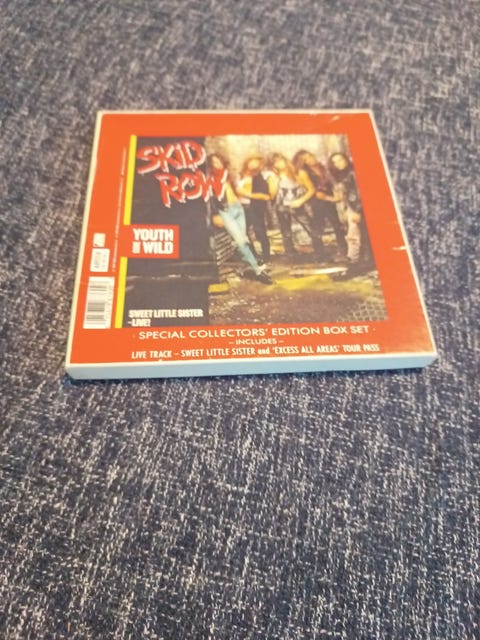 SKID
ROW
YOUTH
GONE
WILD
SWEET LITTLE SISTER
–LIVE!
· SPECIAL COLLECTORS' EDITION BOX SET ·
– INCLUDES –
LIVE TRACK – SWEET LITTLE SISTER and 'EXCESS ALL AREAS' TOUR PASS